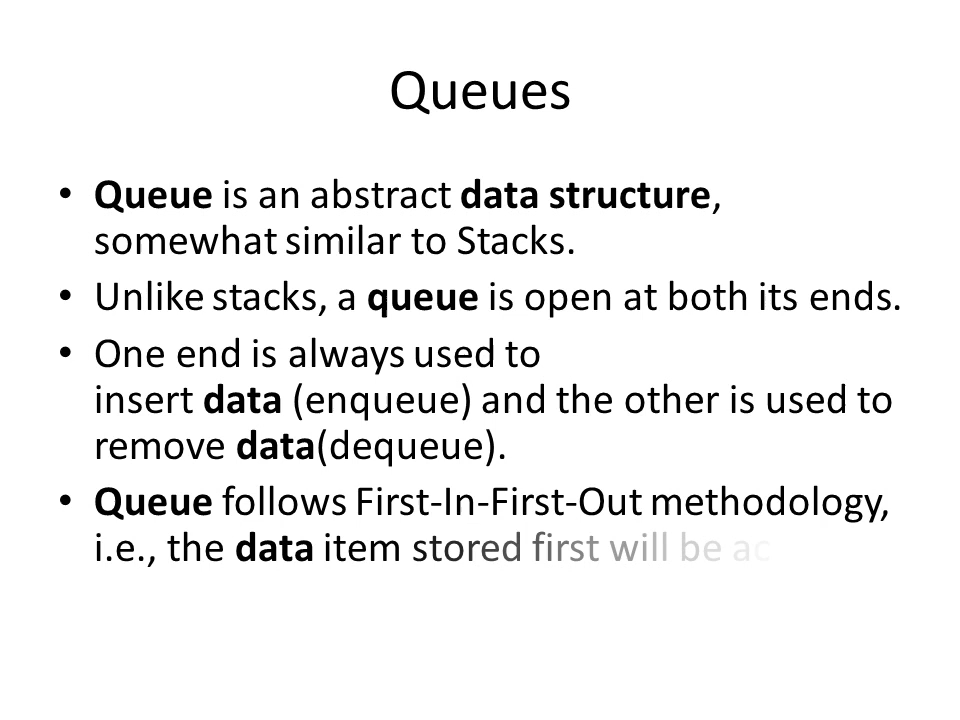 Queues
• Queue is an abstract data structure,
somewhat similar to Stacks.
• Unlike stacks, a queue is open at both its ends.
• One end is always used to
insert data (enqueue) and the other is used to
remove data(dequeue).
• Queue follows First-In-First-Out methodology,
i.e., the data item stored first will be